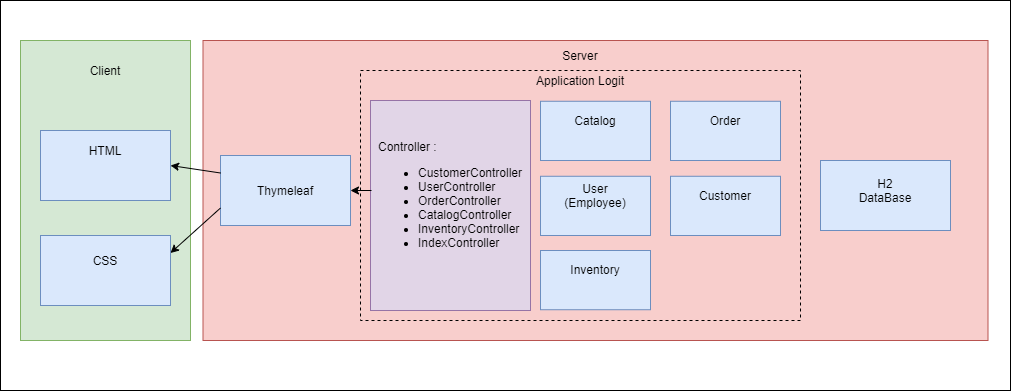 Client
HTML
CSS
Server
Thymeleaf
Application Logit
Controller :
• CustomerController
• UserController
• OrderController
• CatalogController
• InventoryController
• IndexController
Catalog
Order
User
(Employee)
Customer
Inventory
H2
DataBase